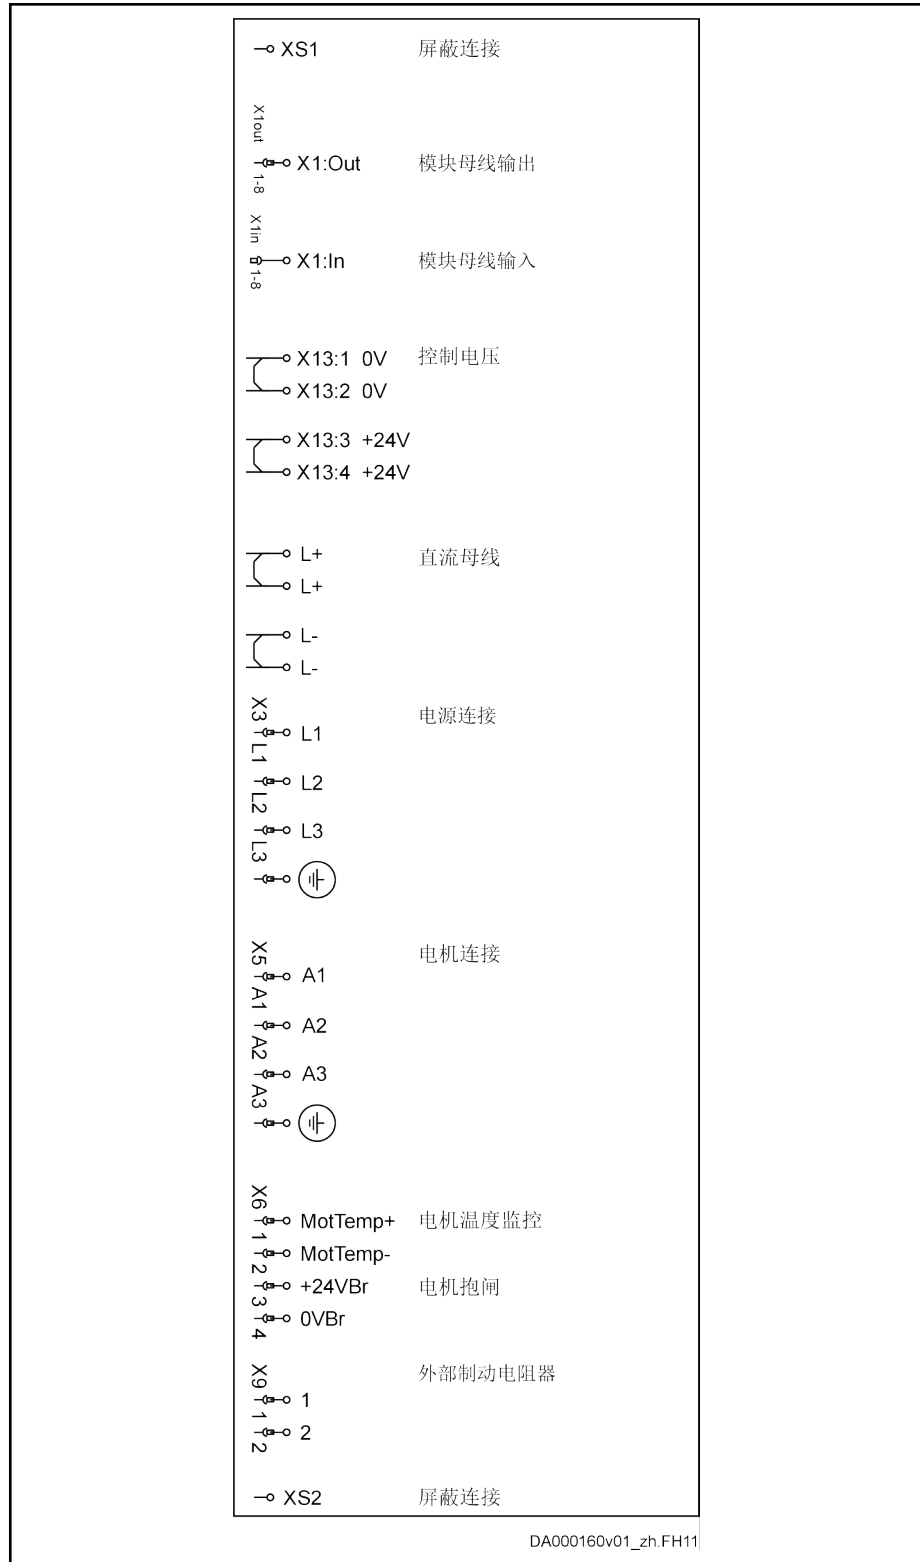 XS1 屏蔽连接
X1out
X1:Out 模块母线输出
1-8
X1in
X1:In 模块母线输入
1-8
X13:1 0V 控制电压
X13:2 0V
X13:3 +24V
X13:4 +24V
L+ 直流母线
L+
L-
L-
X3 电源连接
L1
L1
L2
L2
L3
L3
X5 电机连接
A1
A1
A2
A2
A3
A3
X6
MotTemp+ 电机温度监控
1
MotTemp-
2
+24VBr 电机抱闸
3
0VBr
4
X9 外部制动电阻器
1
1
2
2
XS2 屏蔽连接
DA000160v01_zh.FH11